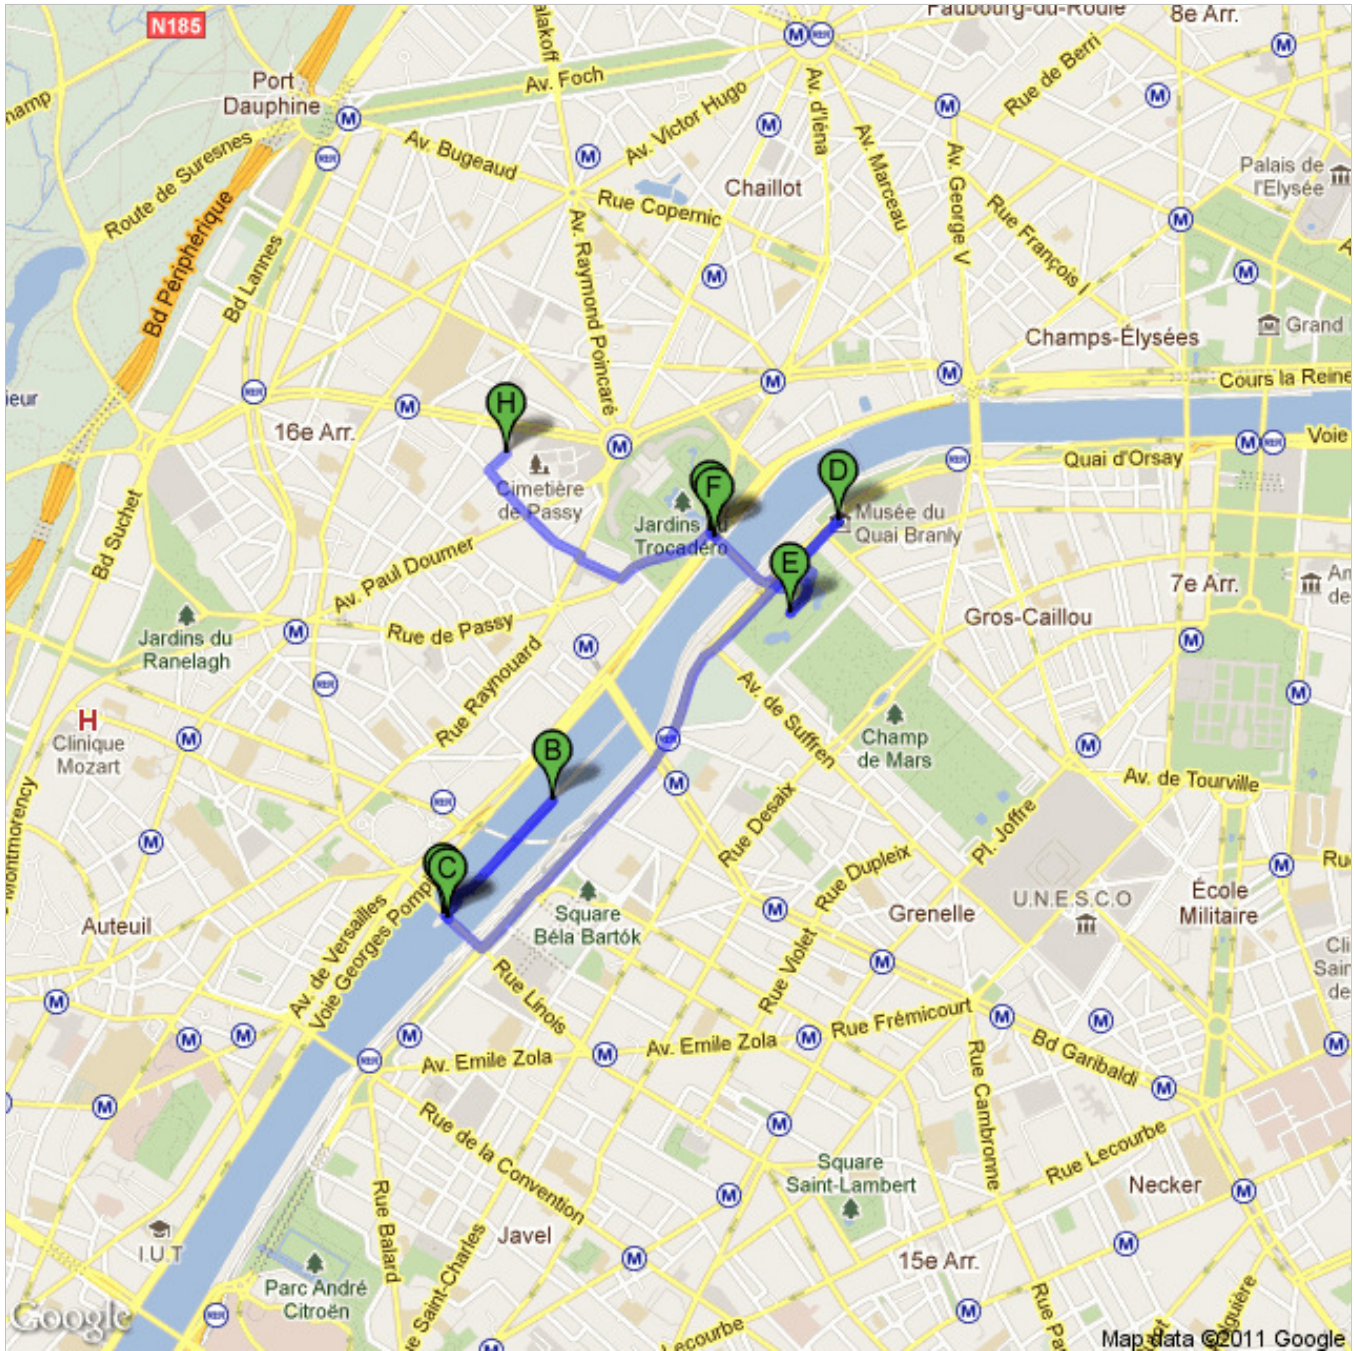 N185
Faubourg-du-Roule
8e Arr.
Port
Dauphine
Av. Foch
Rue de Berri
Av. Victor Hugo
Av. d'Iéna
Av. Bugeaud
Av. Marceau
Av. George V
Route de Suresnes
Chaillot
Palais de
l'Elysée
Rue Copernic
Rue François I
Bd Périphérique
Bd Lannes
Av. Raymond Poincaré
Champs-Élysées
Grand
Cours la Reine
16e Arr.
H
Voie
Quai d'Orsay
Cimetière
de Passy
F
D
Musée du
Quai Branly
Jardins
Trocadéro
Bd Suchet
Av. Paul Doumer
E
7e Arr.
Gros-Caillou
Rue de Passy
Jardins du
Ranelagh
Rue Raynouard
Av. de Suffren
H
Clinique
Mozart
Champ
de Mars
B
Av. de Tourville
Montmorency
Rue Desaix
Pl. Joffre
C
Rue Dupleix
U.N.E.S.C.O
École
Militaire
Auteuil
Av. de Versailles
Voie Georges Pomp
Square
Béla Bartók
Grenelle
Rue Violet
Rue Linois
Rue Frémicourt
Av. Emile Zola
Av. Emile Zola
Bd Garibaldi
Rue Cambronne
Rue de la Convention
Rue Lecourbe
Square
Saint-Lambert
Necker
Rue Balard
Javel
I.U.T
Saint-Charles
15e Arr.
Parc André
Citroën
Lecourbe
Google
Map data ©2011 Google